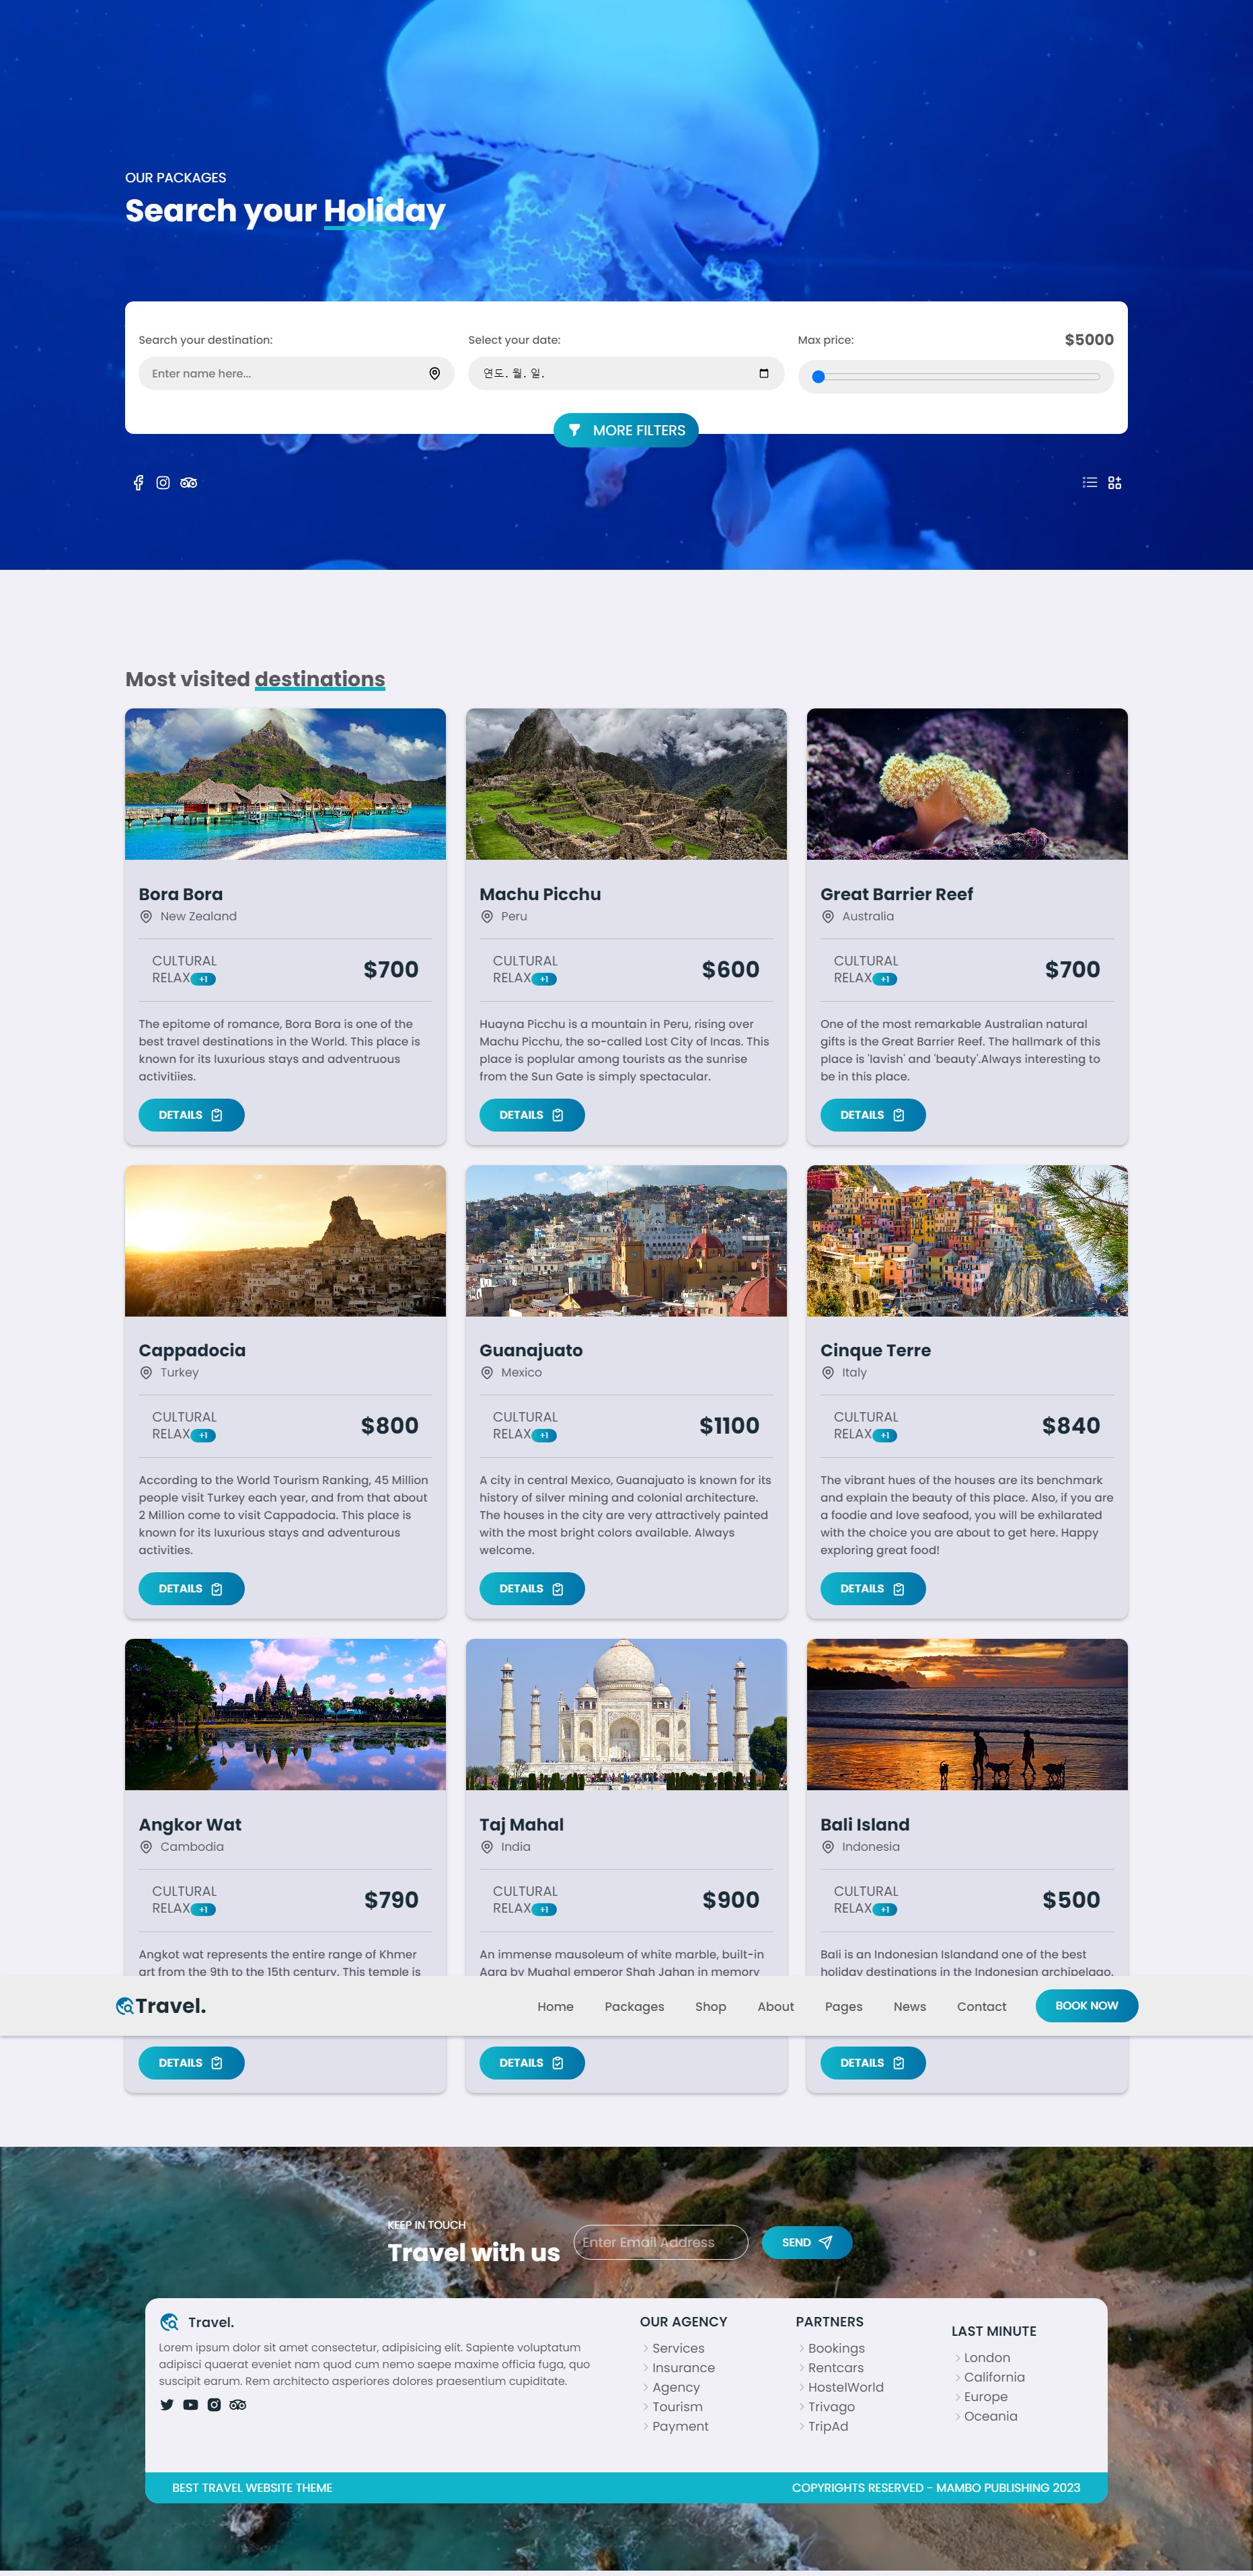 OUR PACKAGES
Search your Holiday
Search your destination:
Enter name here...
Select your date:
연도. 월. 일.
Max price:
$5000
MORE FILTERS
Most visited destinations
Bora Bora
New Zealand
CULTURAL
RELAX +1
$700
The epitome of romance, Bora Bora is one of the
best travel destinations in the World. This place is
known for its luxurious stays and adventruous
activitiies.
DETAILS
Machu Picchu
Peru
CULTURAL
RELAX +1
$600
Huayna Picchu is a mountain in Peru, rising over
Machu Picchu, the so-called Lost City of Incas. This
place is poplular among tourists as the sunrise
from the Sun Gate is simply spectacular.
DETAILS
Great Barrier Reef
Australia
CULTURAL
RELAX +1
$700
One of the most remarkable Australian natural
gifts is the Great Barrier Reef. The hallmark of this
place is 'lavish' and 'beauty'.Always interesting to
be in this place.
DETAILS
Cappadocia
Turkey
CULTURAL
RELAX +1
$800
According to the World Tourism Ranking, 45 Million
people visit Turkey each year, and from that about
2 Million come to visit Cappadocia. This place is
known for its luxurious stays and adventurous
activities.
DETAILS
Guanajuato
Mexico
CULTURAL
RELAX +1
$1100
A city in central Mexico, Guanajuato is known for its
history of silver mining and colonial architecture.
The houses in the city are very attractively painted
with the most bright colors available. Always
welcome.
DETAILS
Cinque Terre
Italy
CULTURAL
RELAX +1
$840
The vibrant hues of the houses are its benchmark
and explain the beauty of this place. Also, if you are
a foodie and love seafood, you will be exhilarated
with the choice you are about to get here. Happy
exploring great food!
DETAILS
Angkor Wat
Cambodia
CULTURAL
RELAX +1
$790
Angkot wat represents the entire range of Khmer
art from the 9th to the 15th century. This temple is
Taj Mahal
India
CULTURAL
RELAX +1
$900
An immense mausoleum of white marble, built-in
Agra by Mughal emperor Shah Jahan in memory
Bali Island
Indonesia
CULTURAL
RELAX +1
$500
Bali is an Indonesian Islandand one of the best
holiday destinations in the Indonesian archipelago.
Travel.
Home
Packages
Shop
About
Pages
News
Contact
BOOK NOW
DETAILS
DETAILS
DETAILS
KEEP IN TOUCH
Travel with us
Enter Email Address
SEND
Travel.
Lorem ipsum dolor sit amet consectetur, adipisicing elit. Sapiente voluptatum
adipisci quaerat eveniet nam quod cum nemo saepe maxime officia fuga, quo
suscipit earum. Rem architecto asperiores dolores praesentium cupiditate.
OUR AGENCY
Services
Insurance
Agency
Tourism
Payment
PARTNERS
Bookings
Rentcars
HostelWorld
Trivago
TripAd
LAST MINUTE
London
California
Europe
Oceania
BEST TRAVEL WEBSITE THEME
COPYRIGHTS RESERVED - MAMBO PUBLISHING 2023